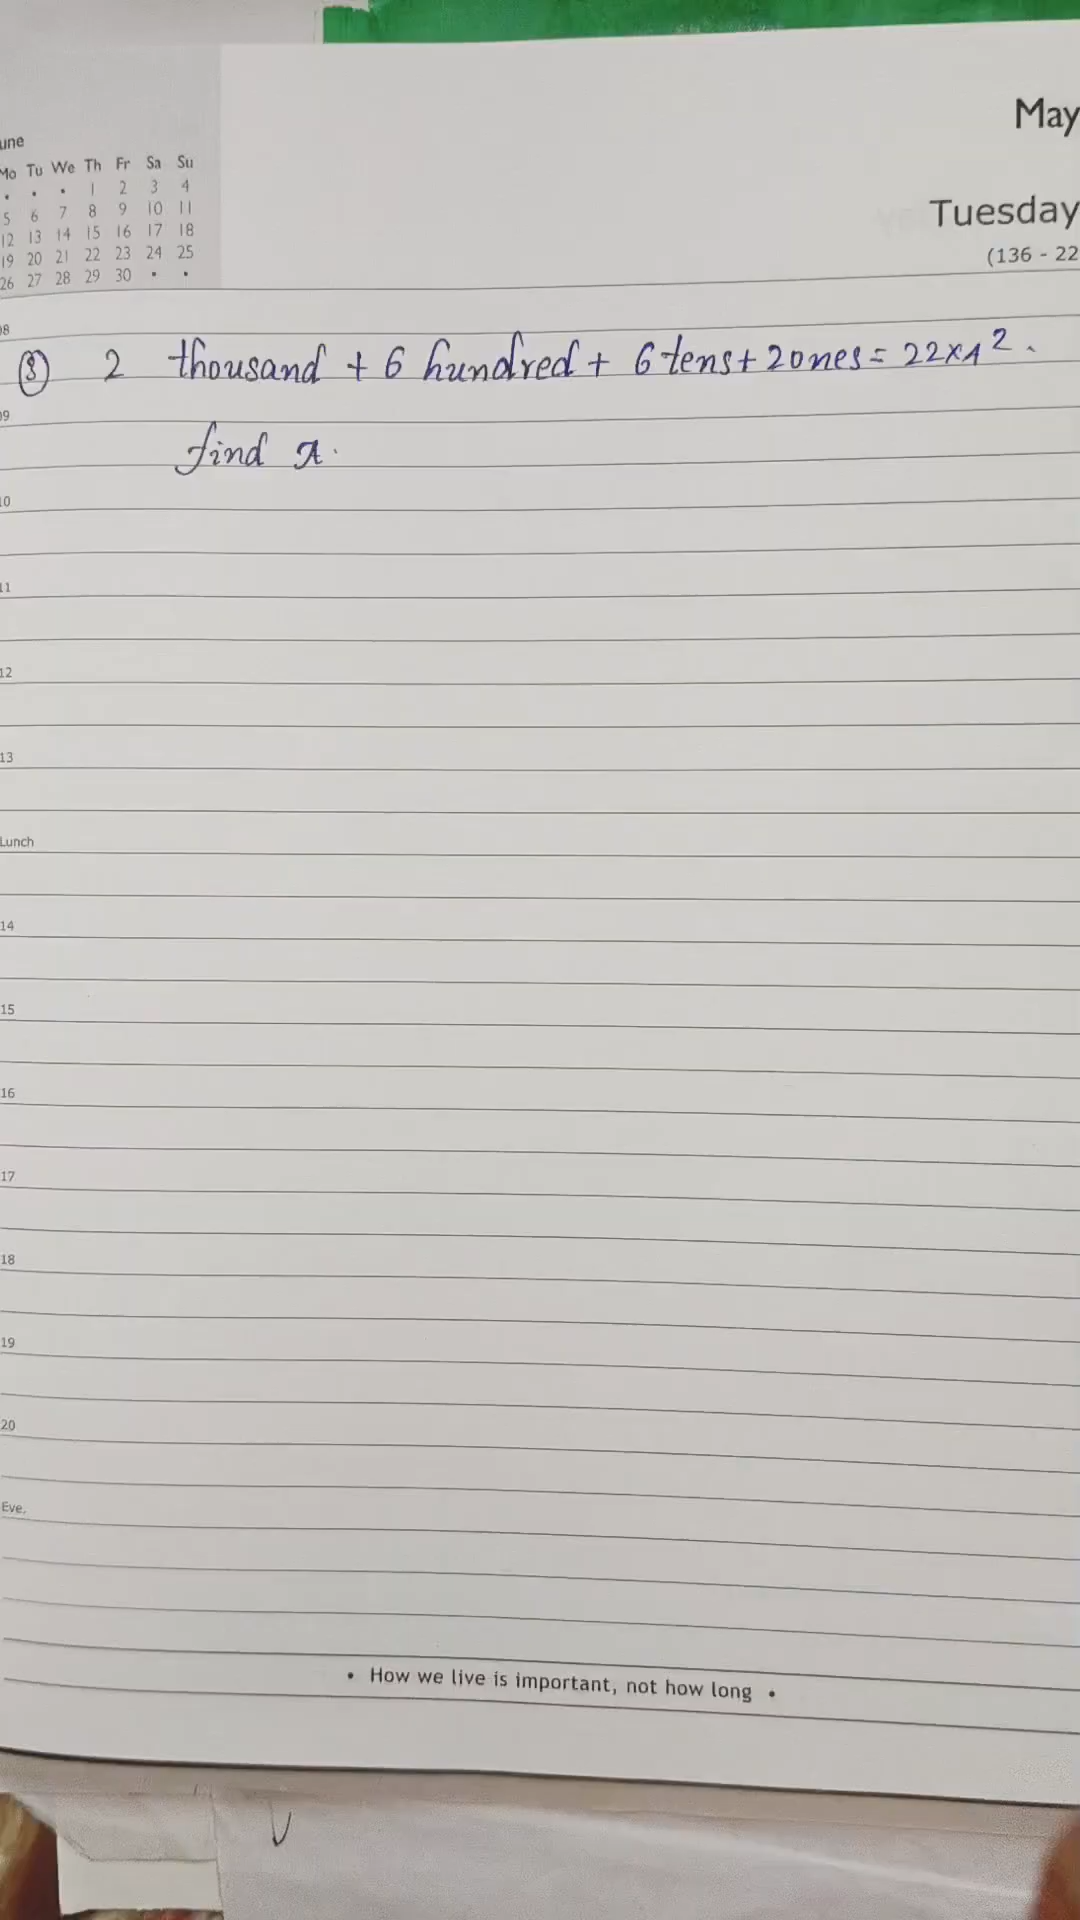 May
Tuesday
(136 - 22
une
Mo Tu We Th Fr Sa Su
• • • 1 2 3 4
5 6 7 8 9 10 11
12 13 14 15 16 17 18
19 20 21 22 23 24 25
26 27 28 29 30 • •
08
⑧ 2 thousand + 6 hundred + 6 tens + 2 ones = 22×1².
09
find x.
10
11
12
13
Lunch
14
15
16
17
18
19
20
Eve.
• How we live is important, not how long •